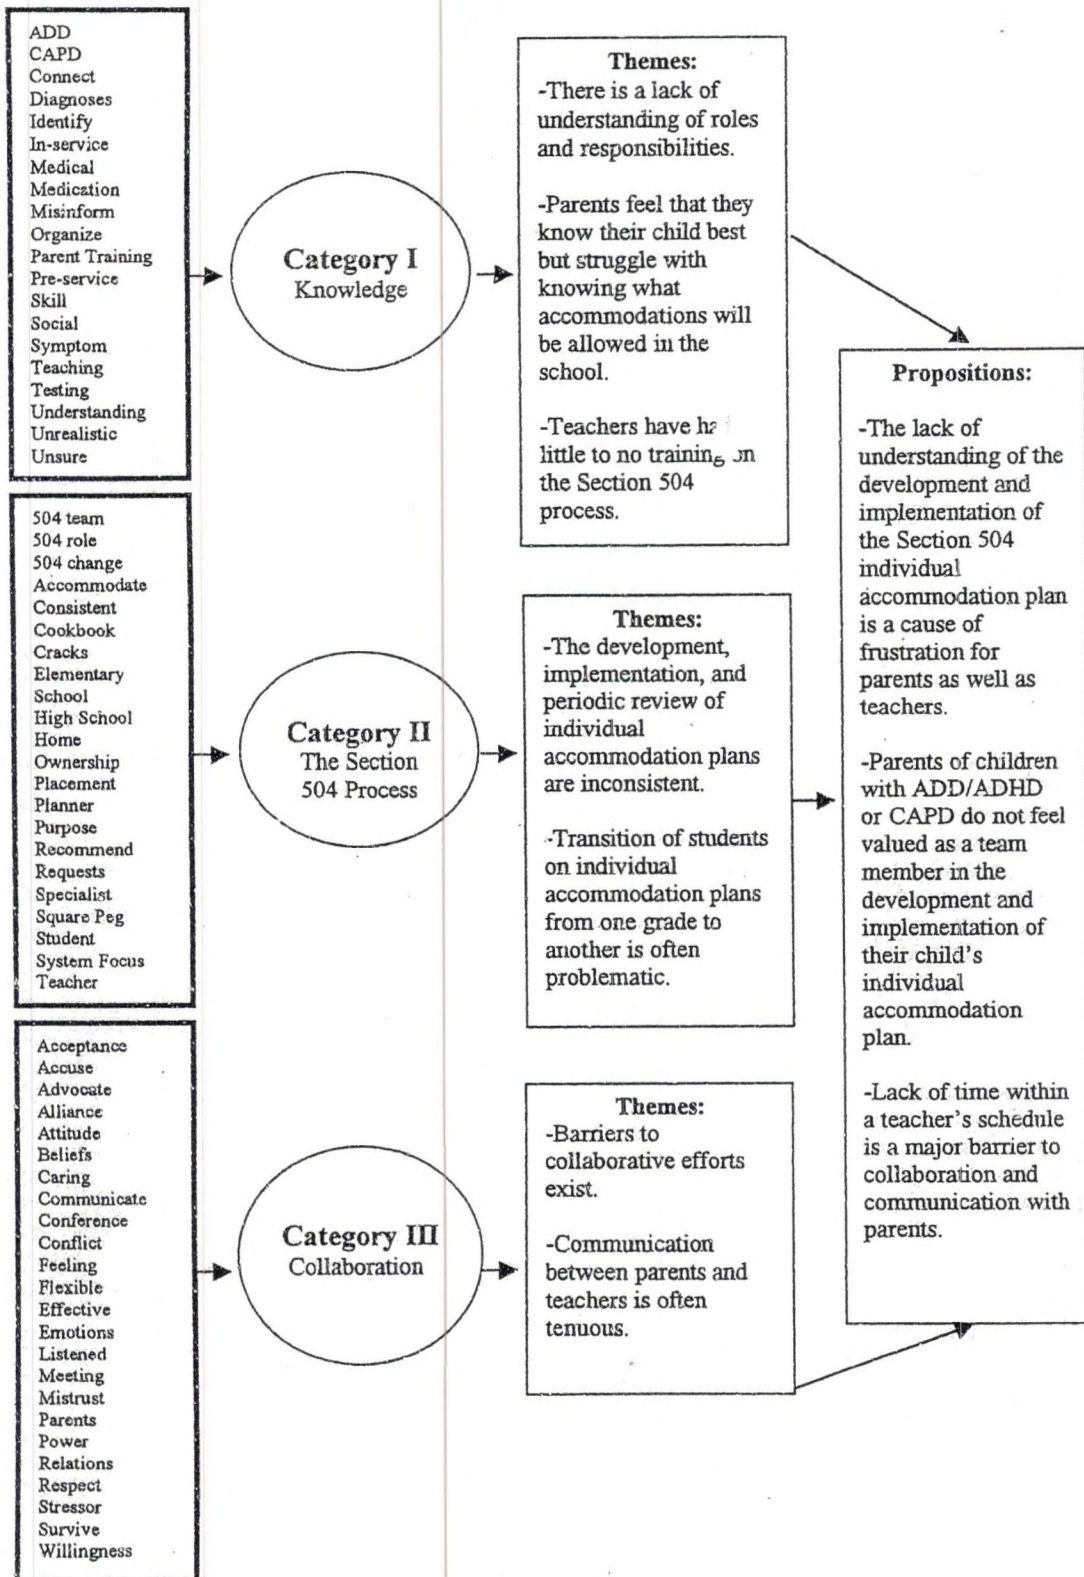 ADD
CAPD
Connect
Diagnoses
Identify
In-service
Medical
Medication
Misinform
Organize
Parent Training
Pre-service
Skill
Social
Symptom
Teaching
Testing
Understanding
Unrealistic
Unsure
Category I
Knowledge
Themes:
-There is a lack of
understanding of roles
and responsibilities.
-Parents feel that they
know their child best
but struggle with
knowing what
accommodations will
be allowed in the
school.
-Teachers have
little to no training
the Section 504
process.
504 team
504 role
504 change
Accommodate
Consistent
Cookbook
Cracks
Elementary
School
High School
Home
Ownership
Placement
Planner
Purpose
Recommend
Requests
Specialist
Square Peg
Student
System Focus
Teacher
Category II
The Section
504 Process
Themes:
-The development,
implementation, and
periodic review of
individual
accommodation plans
are inconsistent.
-Transition of students
on individual
accommodation plans
from one grade to
another is often
problematic.
Acceptance
Accuse
Advocate
Alliance
Attitude
Beliefs
Caring
Communicate
Conference
Conflict
Feeling
Flexible
Effective
Emotions
Listened
Meeting
Mistrust
Parents
Power
Relations
Respect
Stressor
Survive
Willingness
Category III
Collaboration
Themes:
-Barriers to
collaborative efforts
exist.
-Communication
between parents and
teachers is often
tenuous.
Propositions:
-The lack of
understanding of the
development and
implementation of
the Section 504
individual
accommodation plan
is a cause of
frustration for
parents as well as
teachers.
-Parents of children
with ADD/ADHD
or CAPD do not feel
valued as a team
member in the
development and
implementation of
their child's
individual
accommodation
plan.
-Lack of time within
a teacher's schedule
is a major barrier to
collaboration and
communication with
parents.